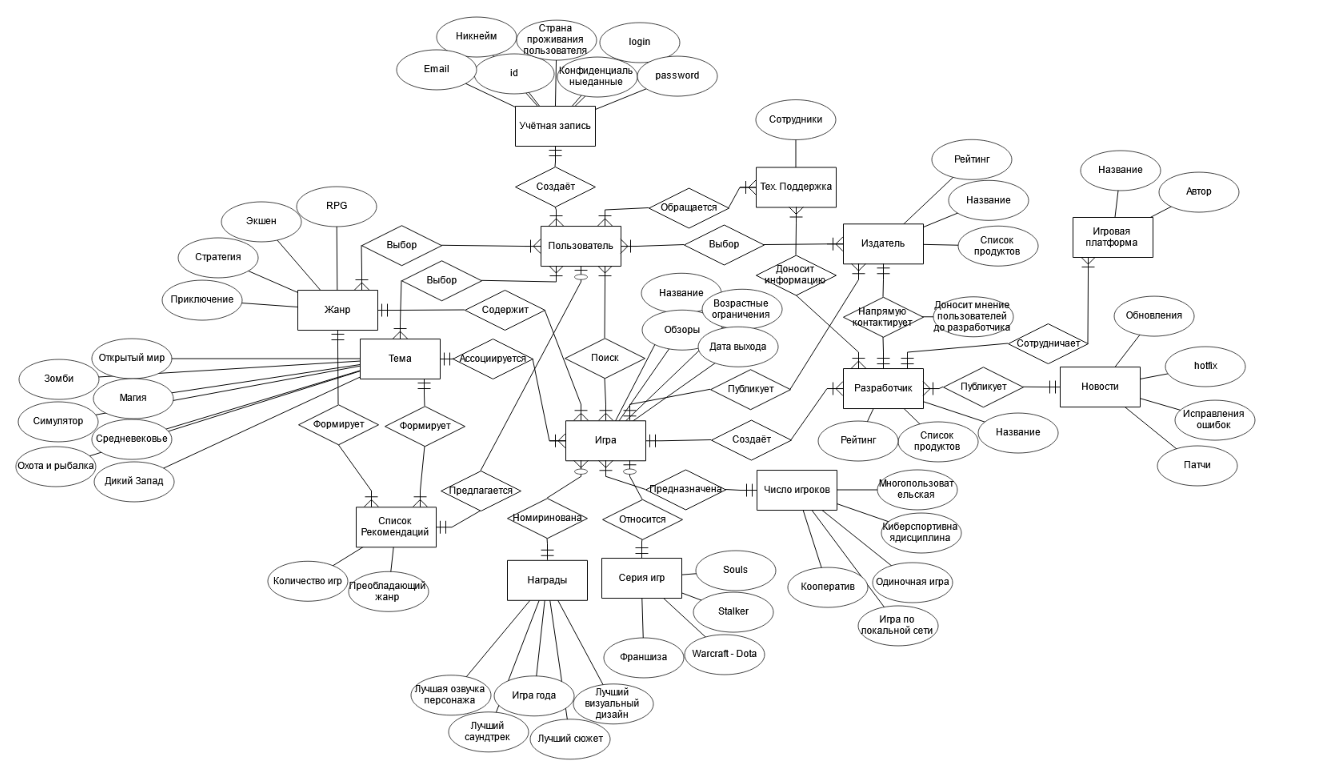 Никнейм
Страна
проживания
пользователя
login
Email
id
Конфиденциаль
ныеданные
password
Учётная запись
Создаёт
Сотрудники
Тех. Поддержка
Обращается
Рейтинг
Название
Список
продуктов
Название
Автор
Игровая
платформа
RPG
Экшен
Стратегия
Приключение
Выбор
Пользователь
Выбор
Издатель
Выбор
Доносит
информацию
Жанр
Содержит
Название
Возрастные
ограничения
Обзоры
Дата выхода
Напрямую
контактирует
Доносит мнение
пользователей
до разработчика
Обновления
Сотрудничает
hotfix
Исправления
ошибок
Патчи
Тема
Ассоциируется
Поиск
Публикует
Разработчик
Публикует
Новости
Открытый мир
Зомби
Магия
Симулятор
Средневековье
Охота и рыбалка
Дикий Запад
Формирует
Формирует
Игра
Создаёт
Рейтинг
Список
продуктов
Название
Предлагается
Предназначена
Число игроков
Многопользоват
ельская
Киберспортивна
ядисциплина
Одиночная игра
Кооператив
Игра по
локальной сети
Список
Рекомендаций
Количество игр
Преобладающий
жанр
Номиринована
Относится
Награды
Серия игр
Souls
Stalker
Warcraft - Dota
Франшиза
Лучшая озвучка
персонажа
Игра года
Лучший
визуальный
дизайн
Лучший
саундтрек
Лучший сюжет